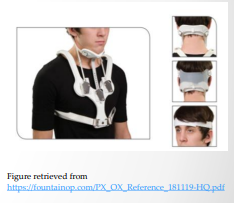 Figure retrieved from
https://fountainop.com/PX_OX_Reference_181119-HQ.pdf